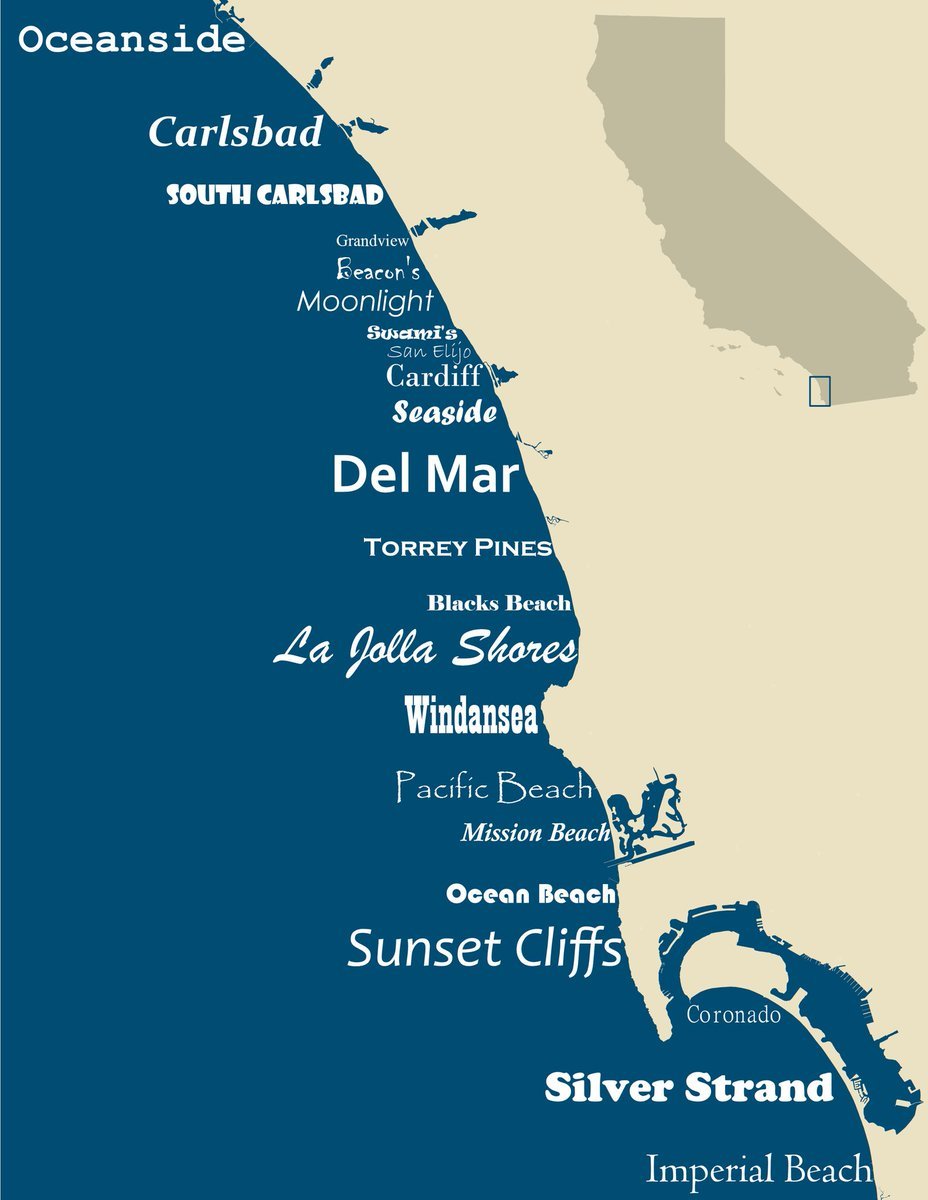 Oceanside
Carlsbad
SOUTH CARLSBAD
Grandview
Beacon's
Moonlight
Swami's
San Elijo
Cardiff
Seaside
Del Mar
TORREY PINES
Blacks Beach
La Jolla Shores
Windansea
Pacific Beach
Mission Beach
Ocean Beach
Sunset Cliffs
Coronado
Silver Strand
Imperial Beach